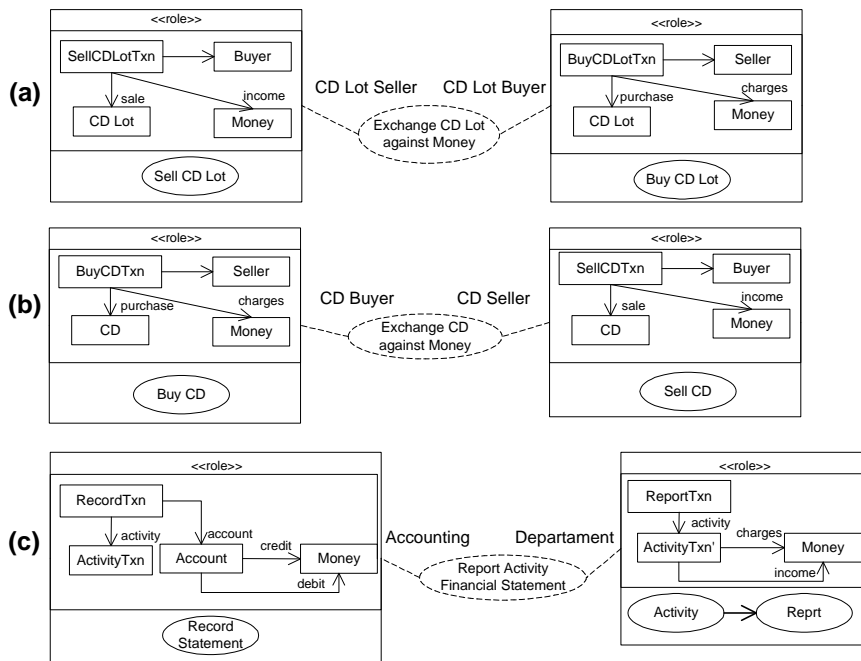 (a)
<<role>>
SellCDLotTxn
Buyer
sale
income
CD Lot
Money
Sell CD Lot
CD Lot Seller
CD Lot Buyer
Exchange CD Lot
against Money
<<role>>
BuyCDLotTxn
Seller
purchase
charges
CD Lot
Money
Buy CD Lot
(b)
<<role>>
BuyCDTxn
Seller
purchase
charges
CD
Money
Buy CD
CD Buyer
CD Seller
Exchange CD
against Money
<<role>>
SellCDTxn
Buyer
sale
income
CD
Money
Sell CD
(c)
<<role>>
RecordTxn
activity
account
ActivityTxn
Account
credit
Money
debit
Record
Statement
Accounting
Departament
Report Activity
Financial Statement
<<role>>
ReportTxn
activity
charges
ActivityTxn'
Money
income
Activity
Reprt